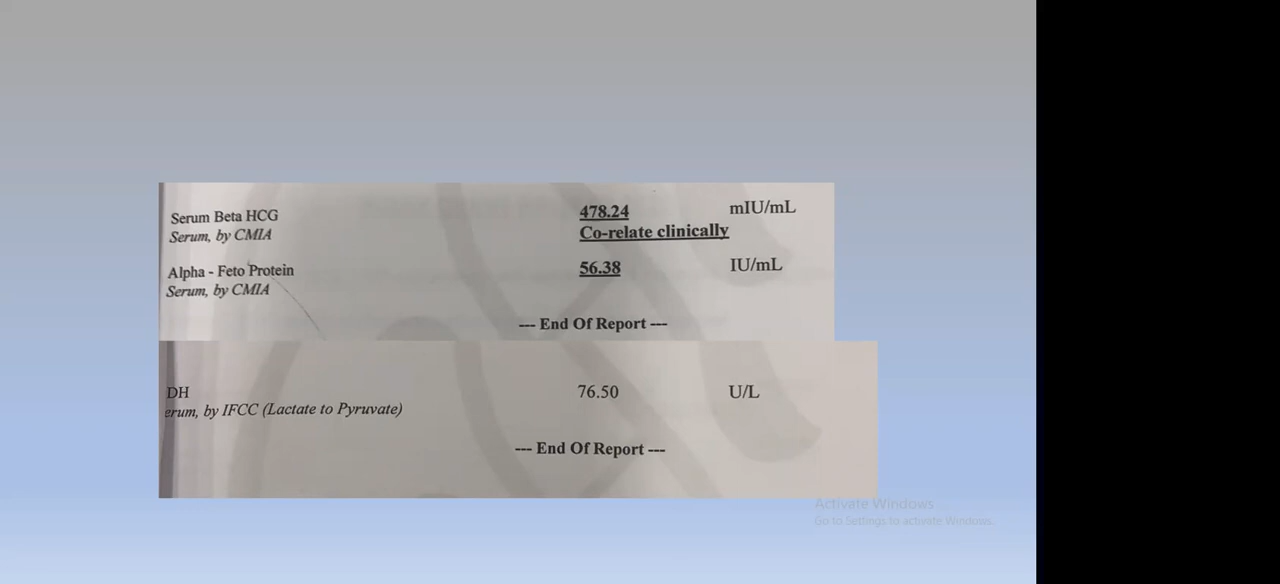 Serum Beta HCG 478.24 mIU/mL
Serum, by CMIA Co-relate clinically
Alpha - Feto Protein 56.38 IU/mL
Serum, by CMIA
--- End Of Report ---
DH 76.50 U/L
erum, by IFCC (Lactate to Pyruvate)
--- End Of Report ---
Activate Windows
Go to Settings to activate Windows.